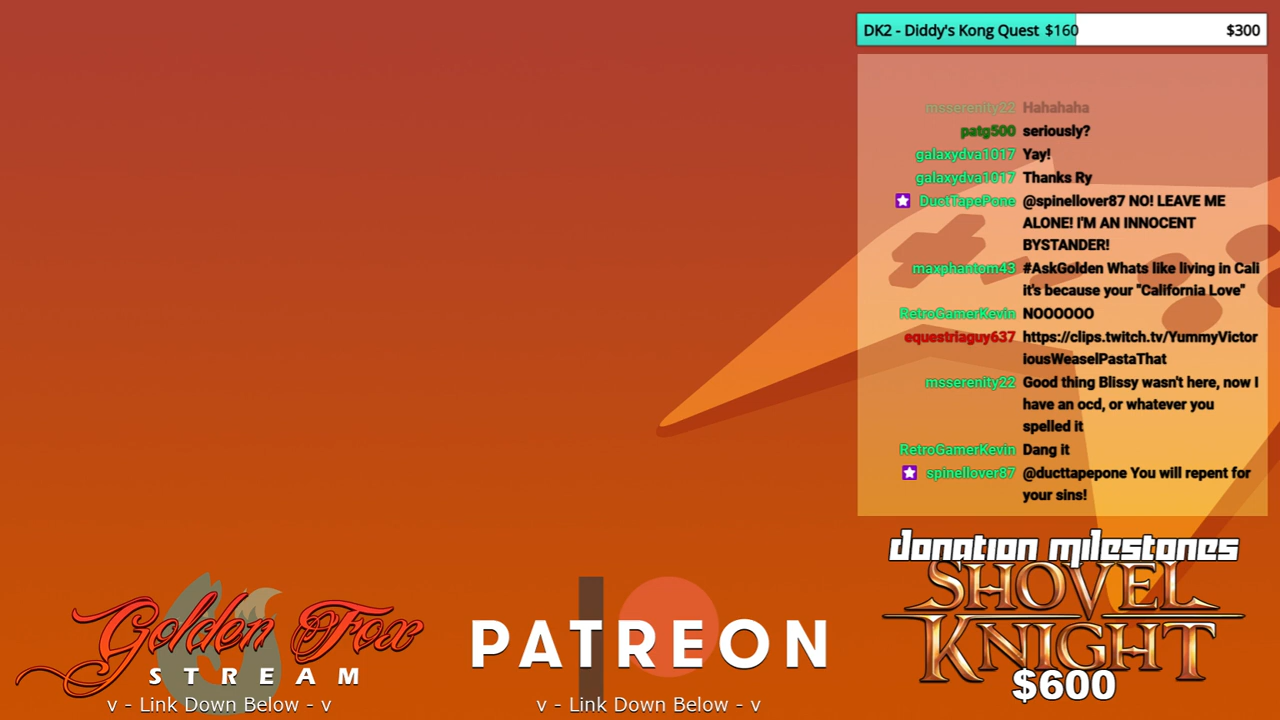 DK2 - Diddy's Kong Quest $160 $300
msserenity22 Hahahaha
patg500 seriously?
galaxydva1017 Yay!
galaxydva1017 Thanks Ry
DuctTapePone @spinellover87 NO! LEAVE ME
ALONE! I'M AN INNOCENT
BYSTANDER!
maxphantom43 #AskGolden Whats like living in Cali
it's because your "California Love"
RetroGamerKevin NOOOOOO
equestriaguy637 https://clips.twitch.tv/YummyVictor
iousWeaselPastaThat
msserenity22 Good thing Blissy wasn't here, now I
have an ocd, or whatever you
spelled it
RetroGamerKevin Dang it
spinellover87 @ducttapepone You will repent for
your sins!
donation milestones
SHOVEL
KNIGHT
$600
Golden Fox
STREAM
v - Link Down Below - v
PATREON
v - Link Down Below - v